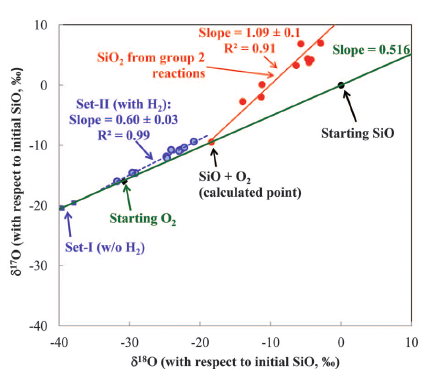 Slope = 1.09 ± 0.1
R² = 0.91
SiO₂ from group 2
reactions
Slope = 0.516
Set-II (with H₂):
Slope = 0.60 ± 0.03
R² = 0.99
Starting SiO
SiO + O₂
(calculated point)
Starting O₂
Set-I (w/o H₂)
10
0
-10
-20
-30
-40
-40 -30 -20 -10 0 10
δ¹⁷O (with respect to initial SiO, ‰)
δ¹⁸O (with respect to initial SiO, ‰)